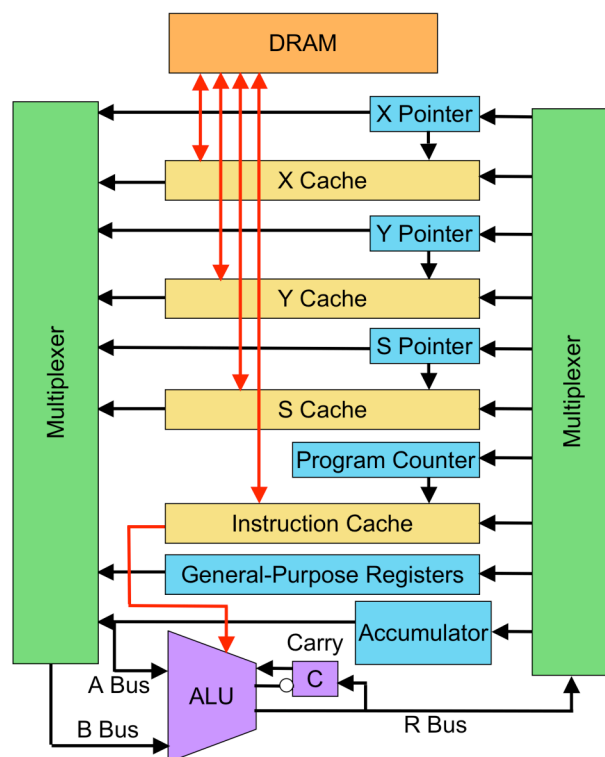 DRAM
X Pointer
X Cache
Y Pointer
Y Cache
S Pointer
S Cache
Program Counter
Instruction Cache
General-Purpose Registers
Accumulator
Multiplexer
Multiplexer
Carry
C
ALU
A Bus
B Bus
R Bus